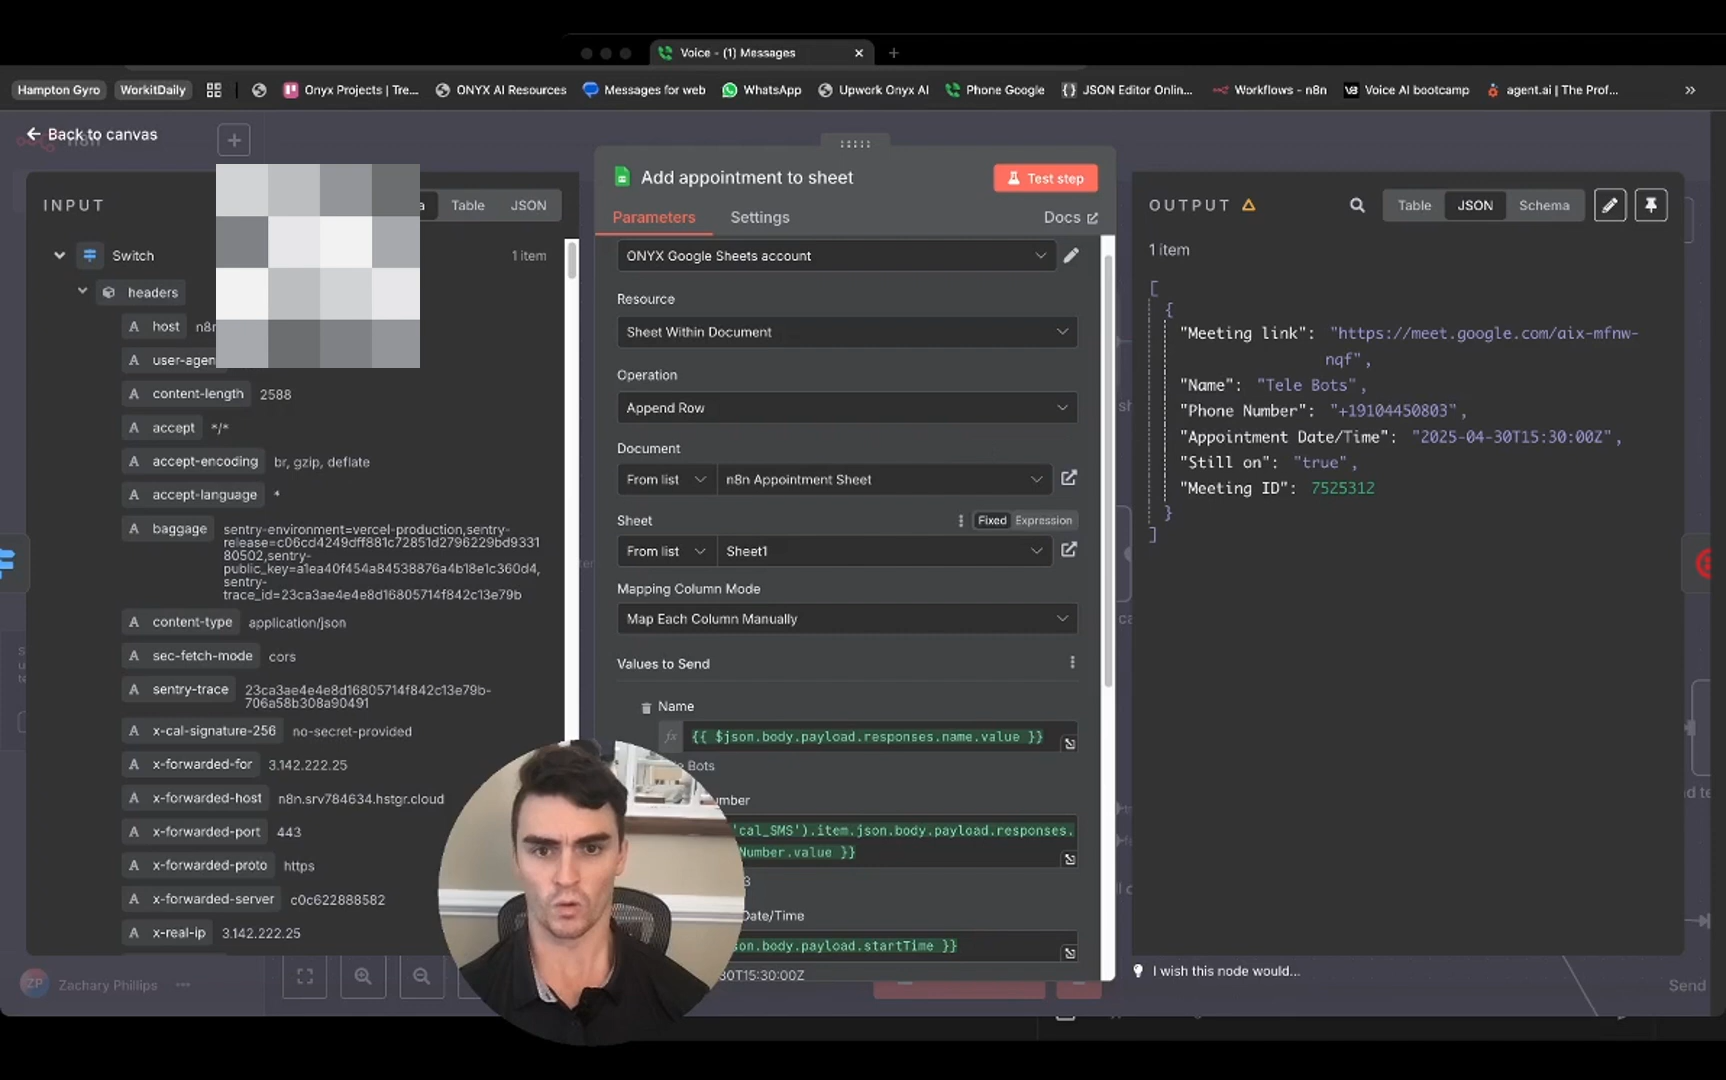 Voice - (1) Messages
Hampton Gyro
WorkitDaily
Onyx Projects | Tre...
ONYX AI Resources
Messages for web
WhatsApp
Upwork Onyx AI
Phone Google
JSON Editor Onlin...
Workflows - n8n
VB Voice AI bootcamp
agent.ai | The Prof...
Back to canvas
INPUT
Table
JSON
Switch
1 item
headers
A host
A user-agen
A content-length 2588
A accept */*
A accept-encoding br, gzip, deflate
A accept-language *
A baggage sentry-environment=vercel-production,sentry-
release=c06cd4249dff881c72851d2796229bd9331
80502,sentry-
public_key=a1ea40f454a84538876a4b18e1c360d4,
sentry-
trace_id=23ca3ae4e4e8d16805714f842c13e79b
A content-type application/json
A sec-fetch-mode cors
A sentry-trace 23ca3ae4e4e8d16805714f842c13e79b-
706a58b308a90491
A x-cal-signature-256 no-secret-provided
A x-forwarded-for 3.142.222.25
A x-forwarded-host n8n.srv784634.hstgr.cloud
A x-forwarded-port 443
A x-forwarded-proto https
A x-forwarded-server c0c622888582
A x-real-ip 3.142.222.25
ZP Zachary Phillips
Add appointment to sheet
Test step
Parameters
Settings
Docs
ONYX Google Sheets account
Resource
Sheet Within Document
Operation
Append Row
Document
From list
n8n Appointment Sheet
Sheet
Fixed
Expression
From list
Sheet1
Mapping Column Mode
Map Each Column Manually
Values to Send
Name
fx {{ $json.body.payload.responses.name.value }}
Bots
umber
'cal_SMS').item.json.body.payload.responses.
Number.value }}
3
Date/Time
son.body.payload.startTime }}
30T15:30:00Z
OUTPUT
Table
JSON
Schema
1 item
[
{
"Meeting link": "https://meet.google.com/aix-mfnw-
nqf",
"Name": "Tele Bots",
"Phone Number": "+19104450803",
"Appointment Date/Time": "2025-04-30T15:30:00Z",
"Still on": "true",
"Meeting ID": 7525312
}
]
I wish this node would...
Send